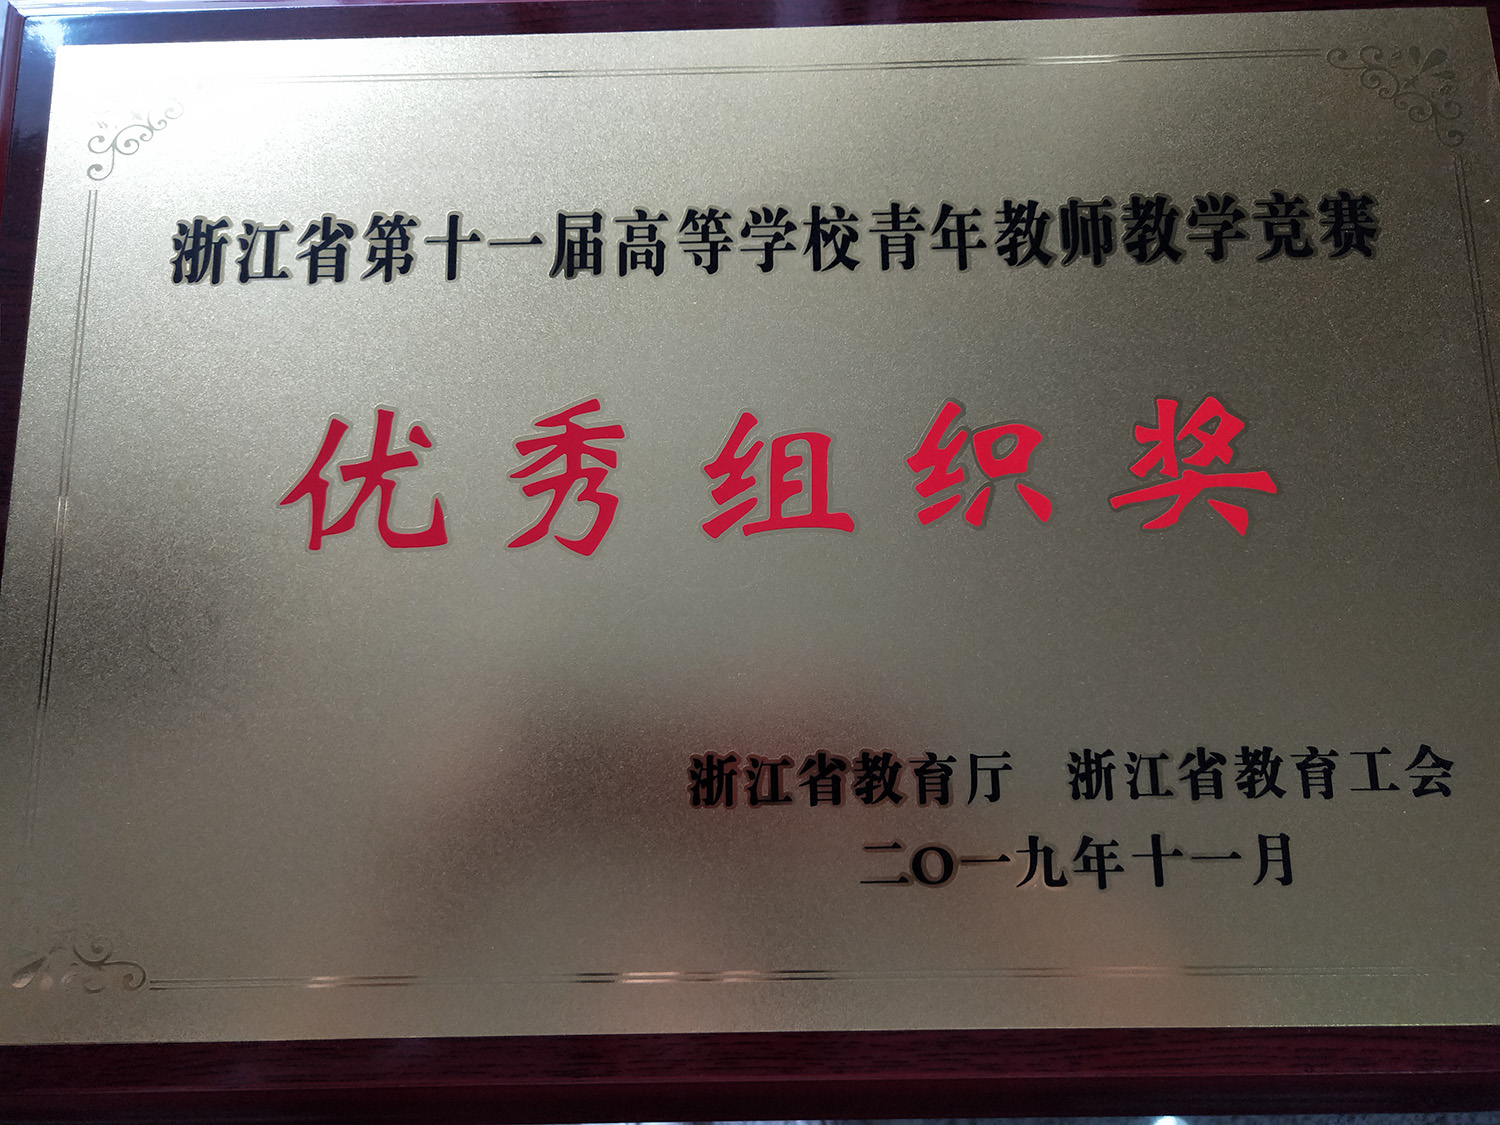 浙江省第十一届高等学校青年教师教学竞赛
优秀组织奖
浙江省教育厅 浙江省教育工会
二〇一九年十一月